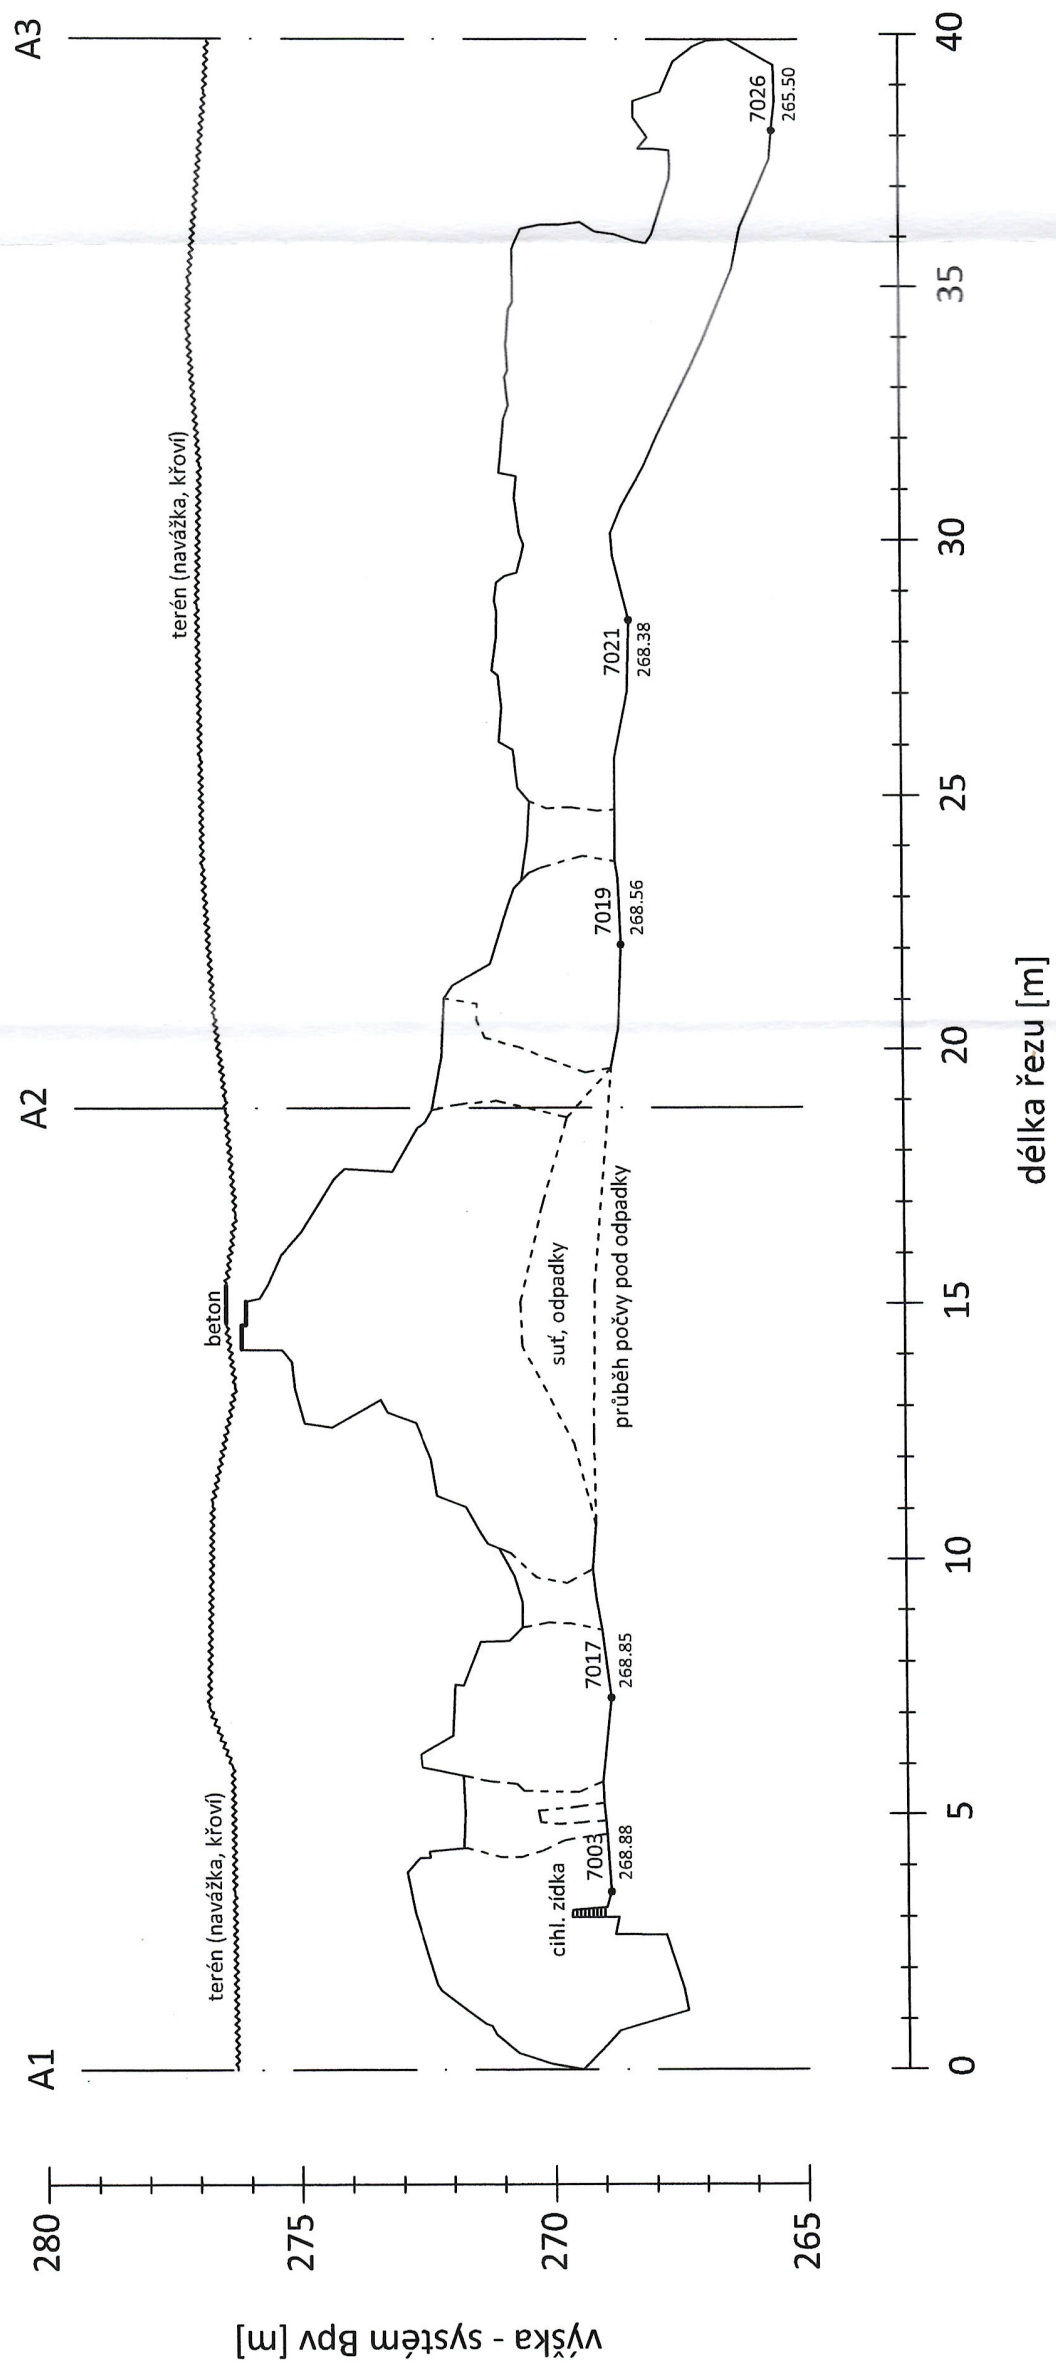 A1
A2
A3
terén (navážka, křoví)
beton
terén (navážka, křoví)
cihl. zídka
7003
268.88
7017
268.85
suť, odpadky
průběh počvy pod odpadky
7019
268.56
7021
268.38
7026
265.50
výška - systém Bpv [m]
280
275
270
265
0
5
10
15
20
25
30
35
40
délka řezu [m]